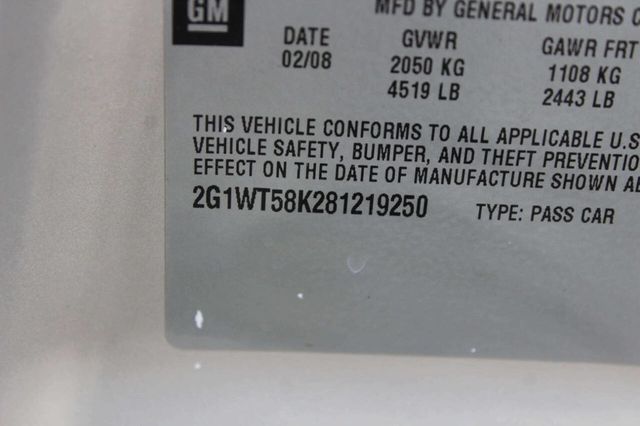 GM
MFD BY GENERAL MOTORS
DATE GVWR GAWR FRT
02/08 2050 KG 1108 KG
4519 LB 2443 LB
THIS VEHICLE CONFORMS TO ALL APPLICABLE U.S
VEHICLE SAFETY, BUMPER, AND THEFT PREVENTIO
EFFECT ON THE DATE OF MANUFACTURE SHOWN
2G1WT58K281219250 TYPE: PASS CAR